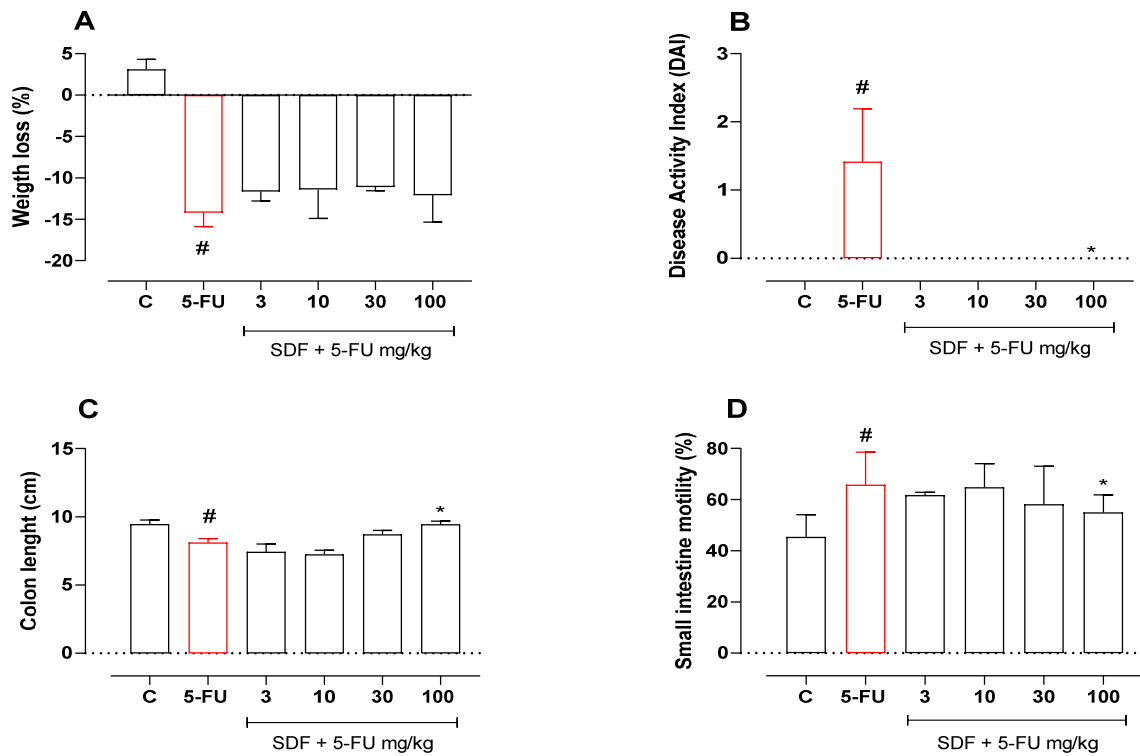 A
5
0
-5
-10
-15
-20
Weigth loss (%)
#
C 5-FU 3 10 30 100
SDF + 5-FU mg/kg
B
3
2
1
0
Disease Activity Index (DAI)
#
*
C 5-FU 3 10 30 100
SDF + 5-FU mg/kg
C
15
10
5
0
Colon lenght (cm)
#
*
C 5-FU 3 10 30 100
SDF + 5-FU mg/kg
D
80
60
40
20
0
Small intestine motility (%)
#
*
C 5-FU 3 10 30 100
SDF + 5-FU mg/kg